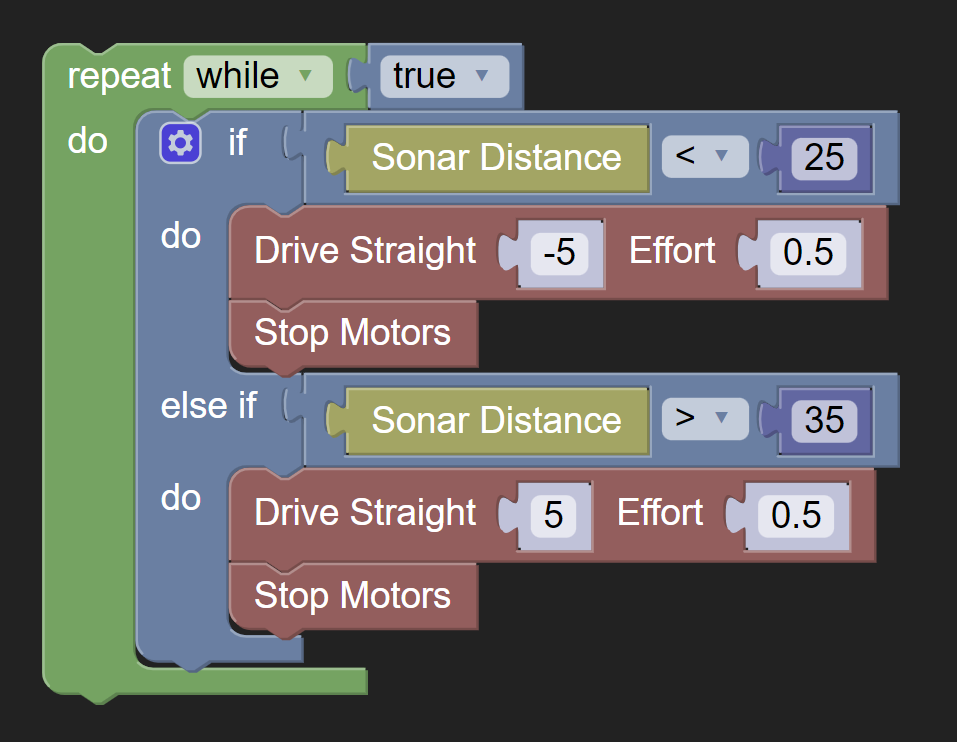 repeat while true
do if Sonar Distance < 25
do Drive Straight -5 Effort 0.5
Stop Motors
else if Sonar Distance > 35
do Drive Straight 5 Effort 0.5
Stop Motors